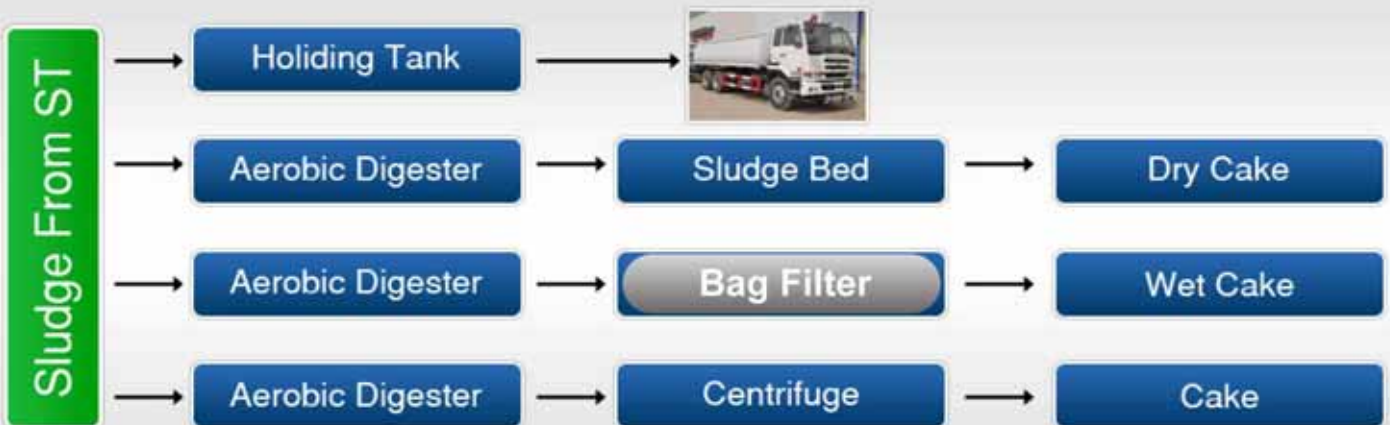 Sludge From ST
Holiding Tank
Aerobic Digester
Sludge Bed
Dry Cake
Aerobic Digester
Bag Filter
Wet Cake
Aerobic Digester
Centrifuge
Cake